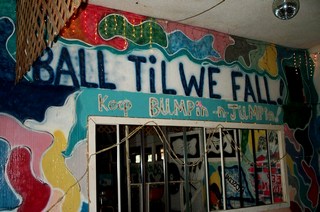 BALL TiL WE FALL!
Keep BUMPin -n- JUMPin!